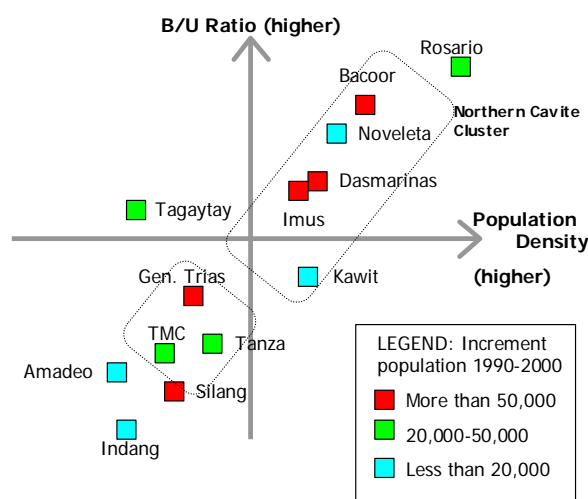 B/U Ratio (higher)
Rosario
Bacoor
Northern Cavite
Cluster
Noveleta
Dasmarinas
Tagaytay
Imus
Population
Density
(higher)
Gen. Trias
Kawit
TMC
Tanza
Amadeo
Silang
Indang
LEGEND: Increment
population 1990-2000
More than 50,000
20,000-50,000
Less than 20,000